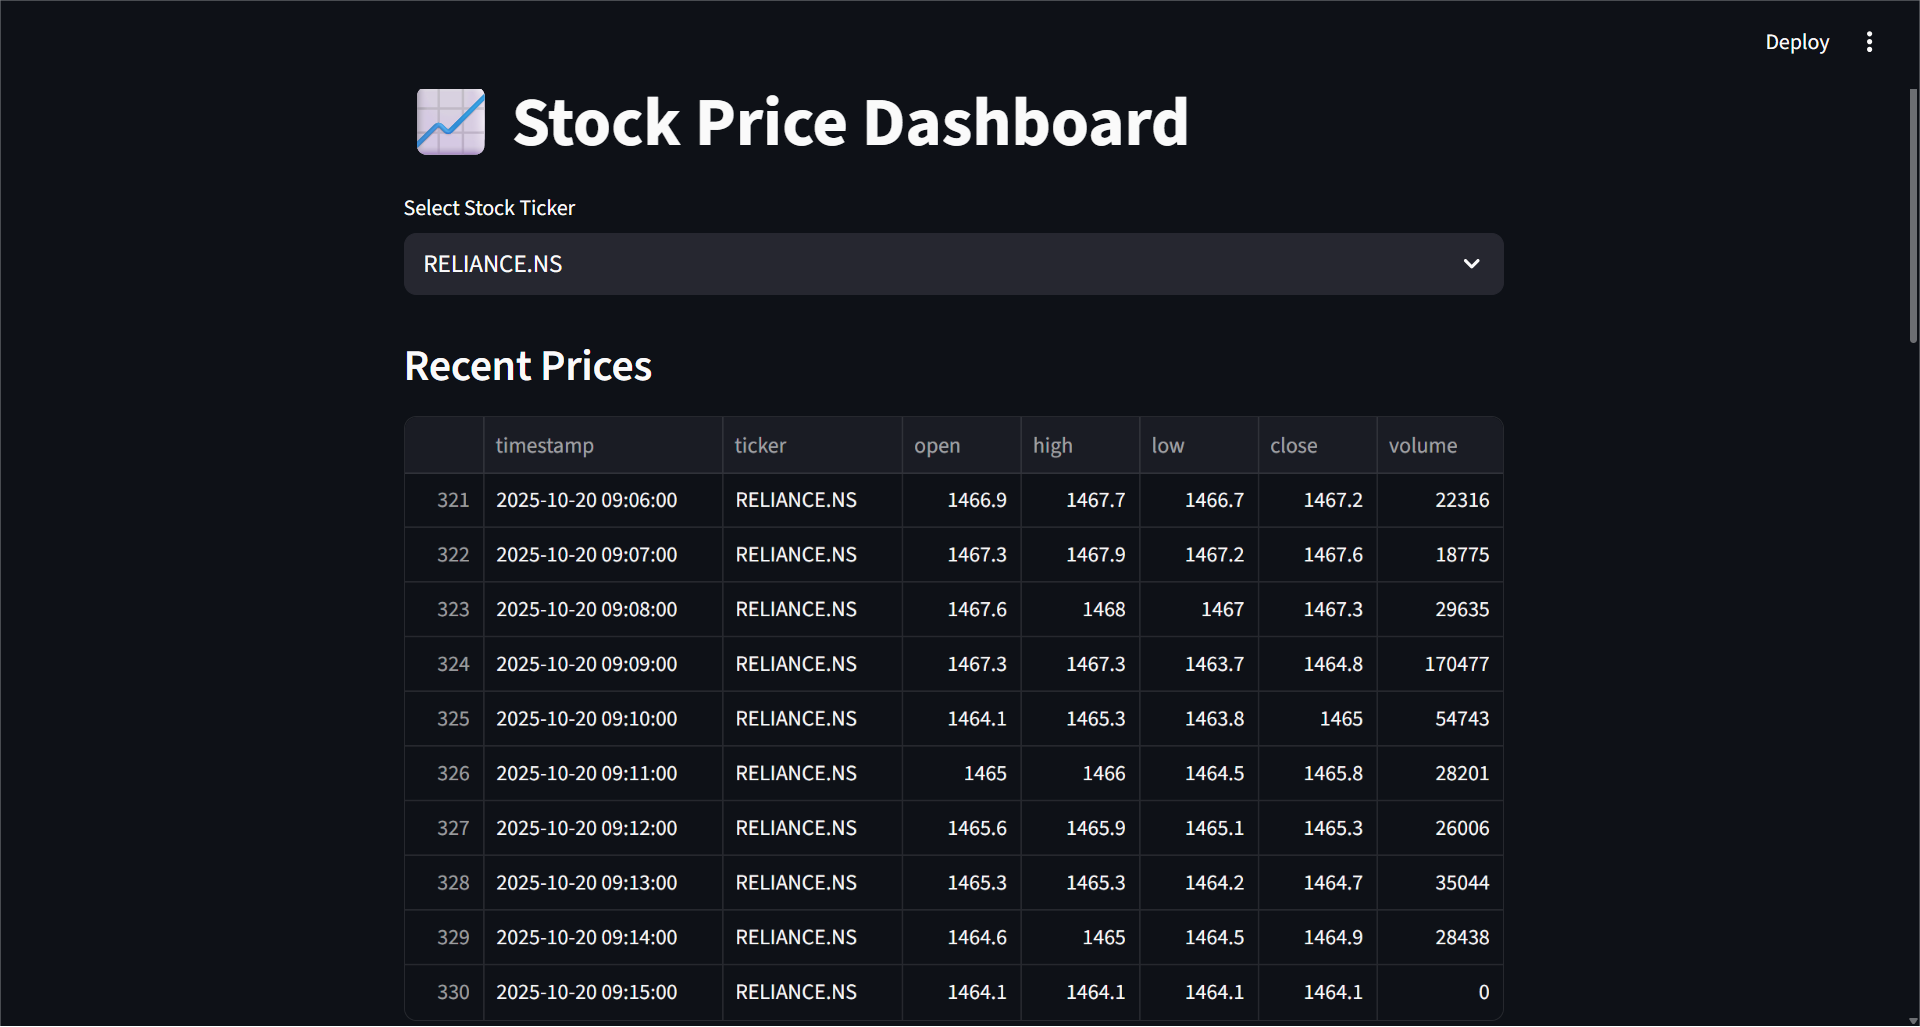 Deploy
Stock Price Dashboard
Select Stock Ticker
RELIANCE.NS
Recent Prices
timestamp ticker open high low close volume
321 2025-10-20 09:06:00 RELIANCE.NS 1466.9 1467.7 1466.7 1467.2 22316
322 2025-10-20 09:07:00 RELIANCE.NS 1467.3 1467.9 1467.2 1467.6 18775
323 2025-10-20 09:08:00 RELIANCE.NS 1467.6 1468 1467 1467.3 29635
324 2025-10-20 09:09:00 RELIANCE.NS 1467.3 1467.3 1463.7 1464.8 170477
325 2025-10-20 09:10:00 RELIANCE.NS 1464.1 1465.3 1463.8 1465 54743
326 2025-10-20 09:11:00 RELIANCE.NS 1465 1466 1464.5 1465.8 28201
327 2025-10-20 09:12:00 RELIANCE.NS 1465.6 1465.9 1465.1 1465.3 26006
328 2025-10-20 09:13:00 RELIANCE.NS 1465.3 1465.3 1464.2 1464.7 35044
329 2025-10-20 09:14:00 RELIANCE.NS 1464.6 1465 1464.5 1464.9 28438
330 2025-10-20 09:15:00 RELIANCE.NS 1464.1 1464.1 1464.1 1464.1 0